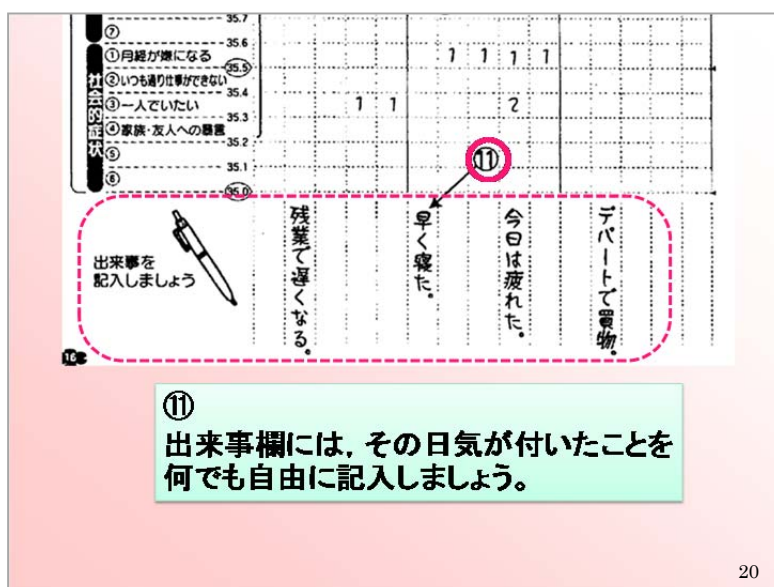 35.7
⑦
35.6
①月経が嫌になる
1 1 1 1
35.5
②いつも通り仕事ができない
35.4
③一人でいたい
1 1 2
35.3
④家族・友人への暴言
35.2
⑤
35.1
⑥
35.0
社会的症状
⑪
出来事を
記入しましょう
残業で遅くなる。
早く寝た。
今日は疲れた。
デパートで買物。
16
⑪
出来事欄には,その日気が付いたことを
何でも自由に記入しましょう。
20